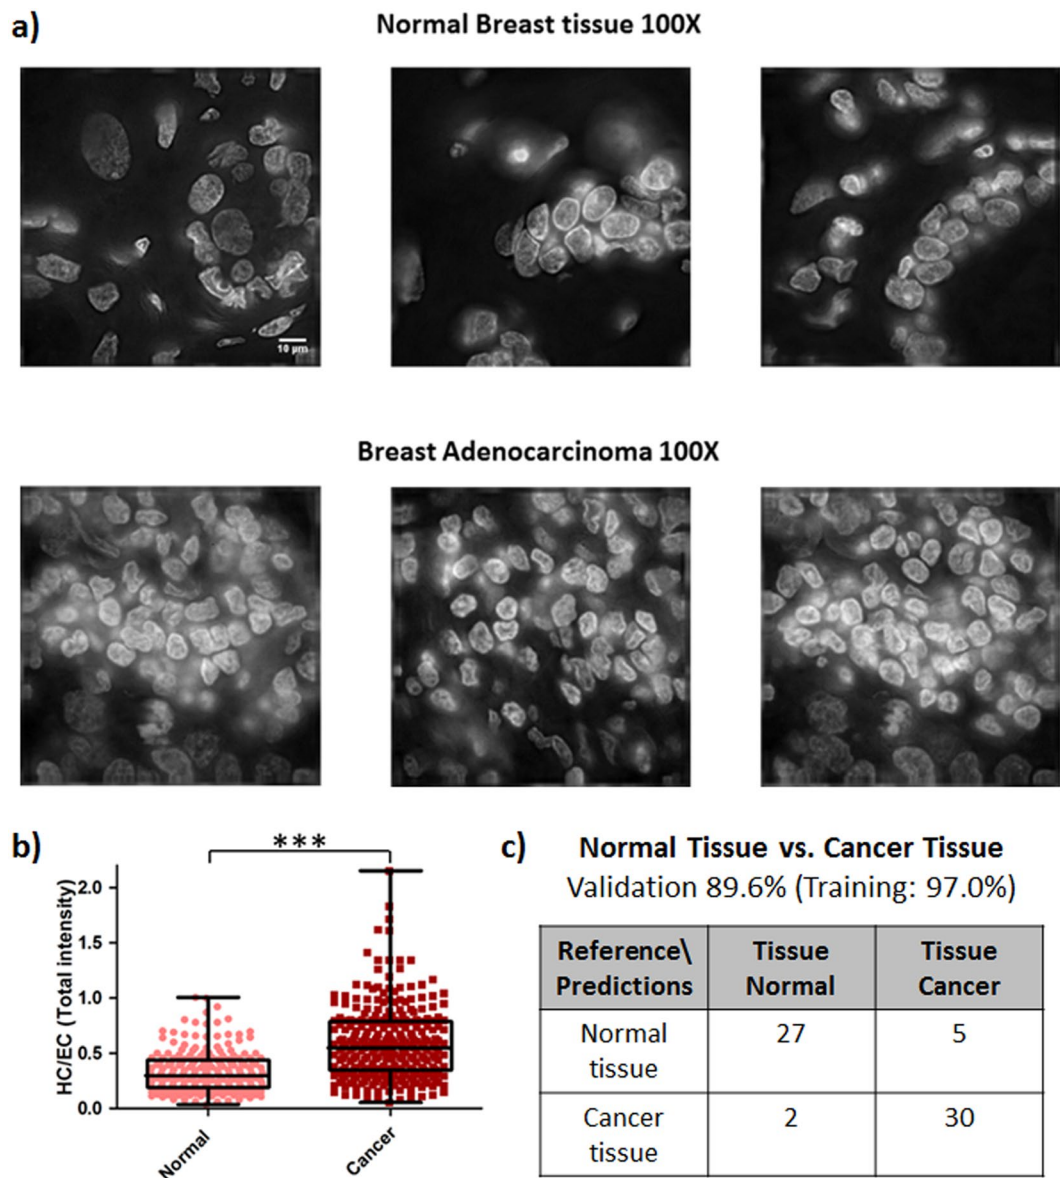 a)
Normal Breast tissue 100X
10 µm
Breast Adenocarcinoma 100X
b)
***
HC/EC (Total intensity)
2.0
1.5
1.0
0.5
0.0
Normal
Cancer
c)
Normal Tissue vs. Cancer Tissue
Validation 89.6% (Training: 97.0%)
Reference\ Tissue Tissue
Predictions Normal Cancer
Normal 27 5
tissue
Cancer 2 30
tissue